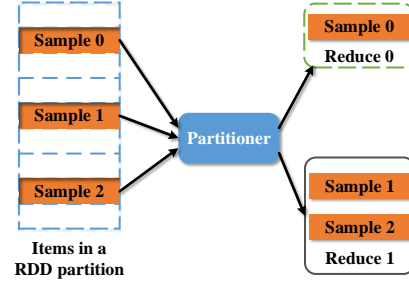 Sample 0
Sample 1
Sample 2
Items in a
RDD partition
Partitioner
Sample 0
Reduce 0
Sample 1
Sample 2
Reduce 1